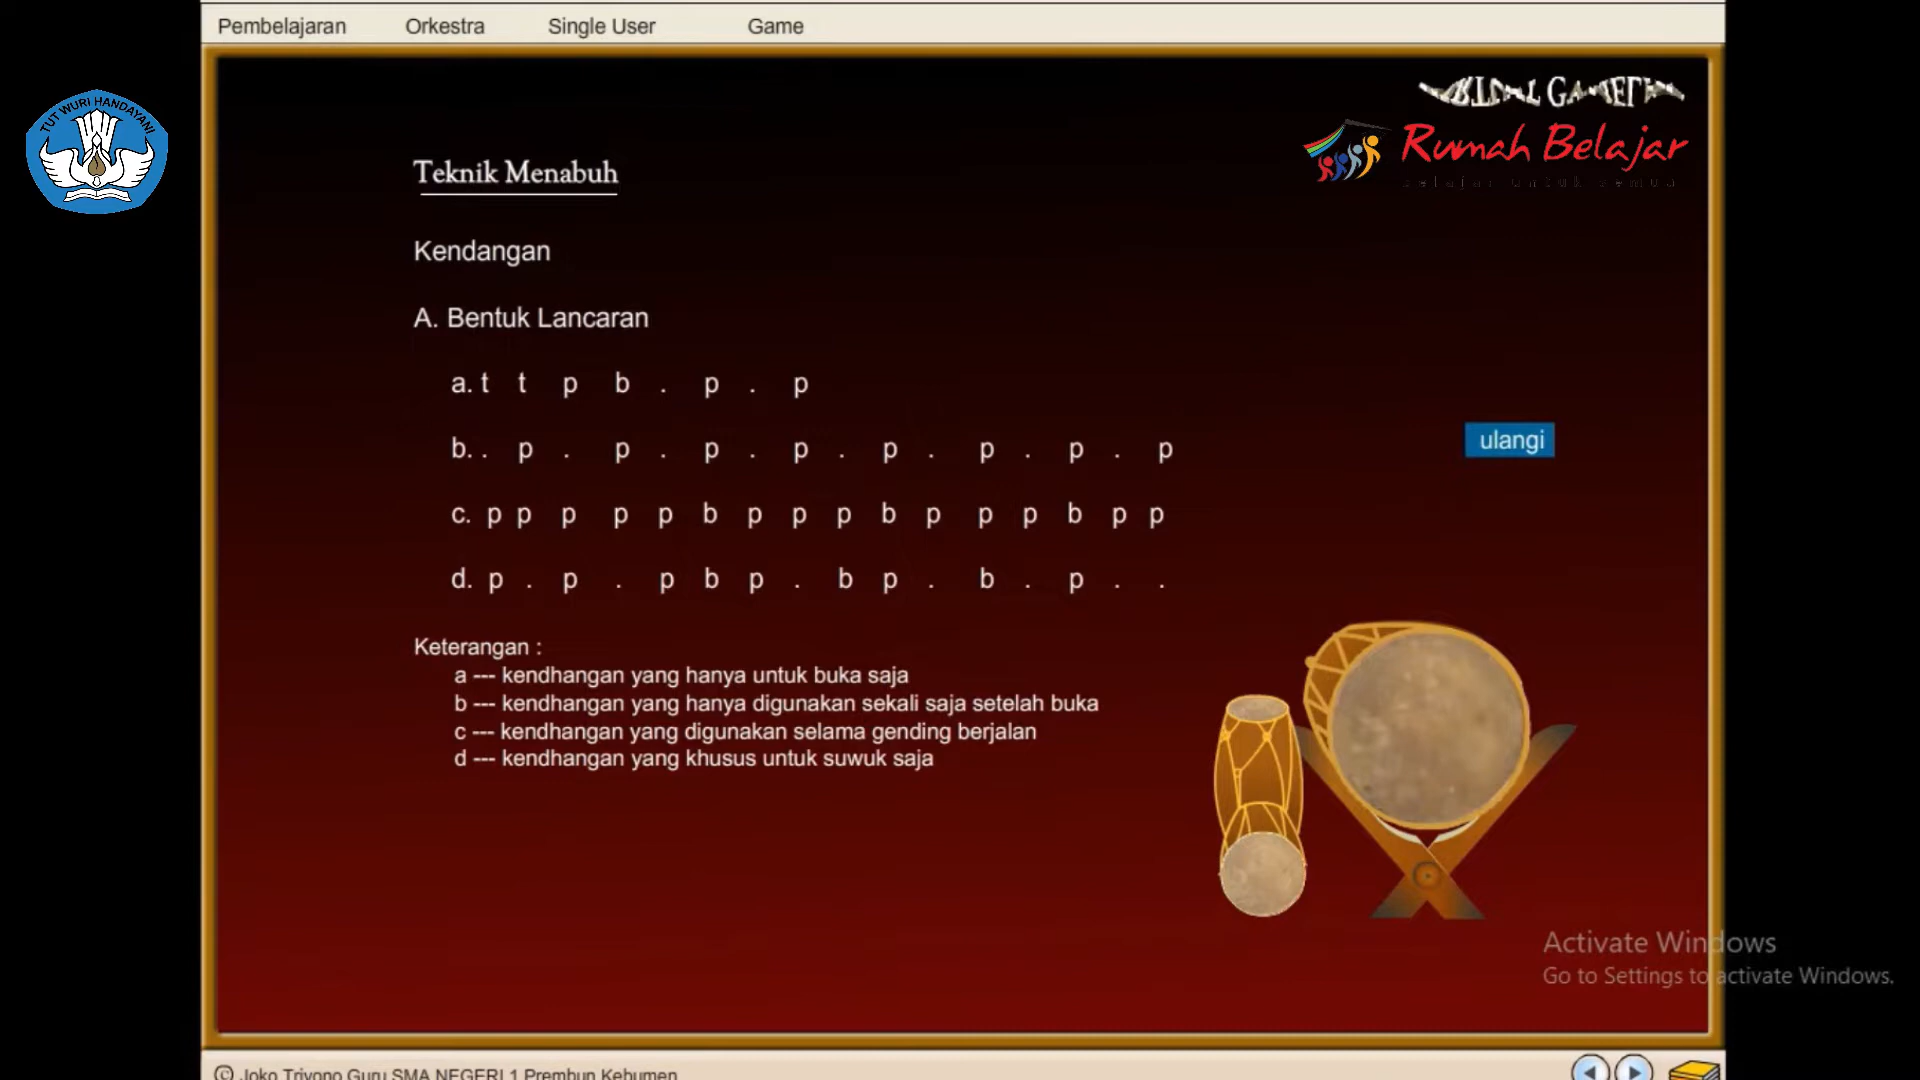 Pembelajaran Orkestra Single User Game
TUT WURI HANDAYANI
Rumah Belajar
belajar untuk semua
Teknik Menabuh
Kendangan
A. Bentuk Lancaran
a. t t p b . p . p
b. . p . p . p . p . p . p . p . p
ulangi
c. p p p p p b p p p b p p p b p p
d. p . p . p b p . b p . b . p . .
Keterangan :
a --- kendhangan yang hanya untuk buka saja
b --- kendhangan yang hanya digunakan sekali saja setelah buka
c --- kendhangan yang digunakan selama gending berjalan
d --- kendhangan yang khusus untuk suwuk saja
Activate Windows
Go to Settings to activate Windows.
© Joko Triyono Guru SMA NEGERI 1 Prembun Kebumen